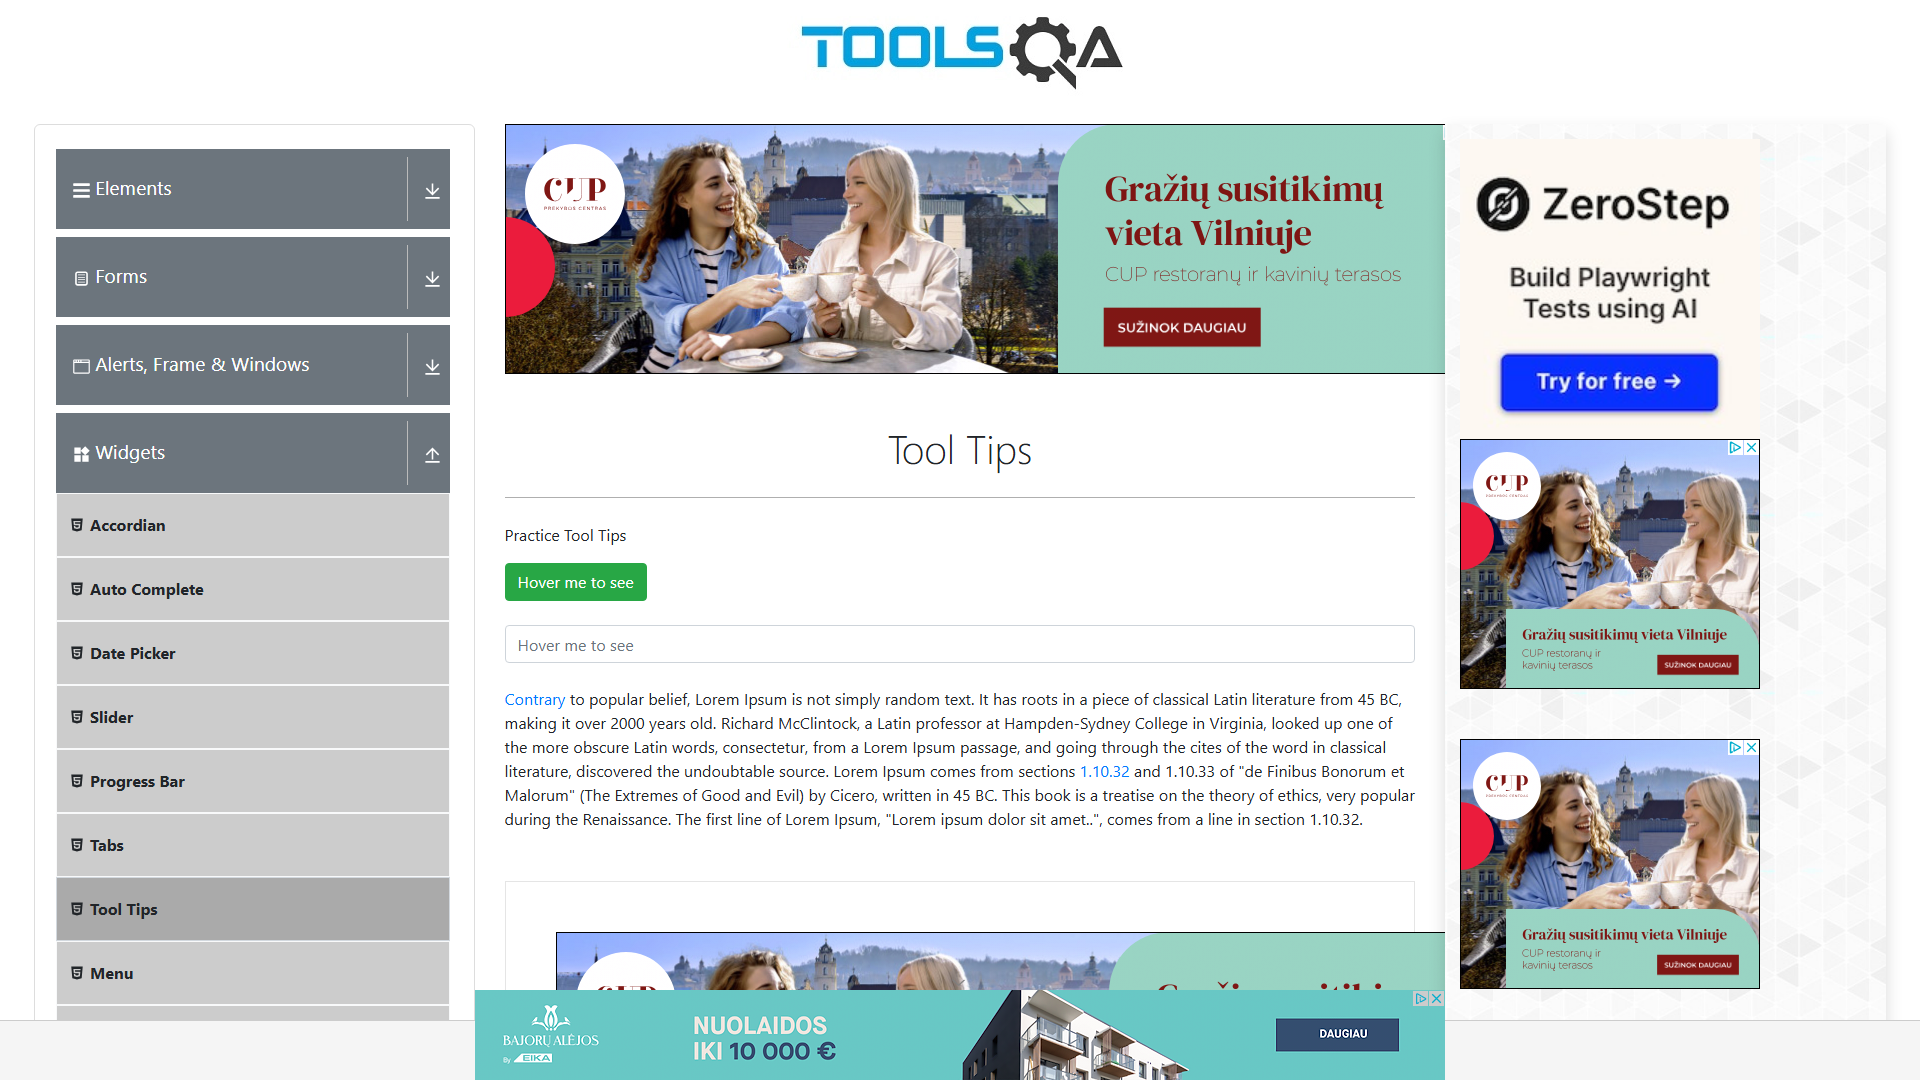 TOOLSQA
Elements
Forms
Alerts, Frame & Windows
Widgets
Accordian
Auto Complete
Date Picker
Slider
Progress Bar
Tabs
Tool Tips
Menu
CUP
PREKYBOS CENTRAS
Gražių susitikimų
vieta Vilniuje
CUP restoranų ir kavinių terasos
SUŽINOK DAUGIAU
Tool Tips
Practice Tool Tips
Hover me to see
Hover me to see
Contrary to popular belief, Lorem Ipsum is not simply random text. It has roots in a piece of classical Latin literature from 45 BC,
making it over 2000 years old. Richard McClintock, a Latin professor at Hampden-Sydney College in Virginia, looked up one of
the more obscure Latin words, consectetur, from a Lorem Ipsum passage, and going through the cites of the word in classical
literature, discovered the undoubtable source. Lorem Ipsum comes from sections 1.10.32 and 1.10.33 of "de Finibus Bonorum et
Malorum" (The Extremes of Good and Evil) by Cicero, written in 45 BC. This book is a treatise on the theory of ethics, very popular
during the Renaissance. The first line of Lorem Ipsum, "Lorem ipsum dolor sit amet..", comes from a line in section 1.10.32.
BAJORŲ ALĖJOS
By EIKA
NUOLAIDOS
IKI 10 000 €
DAUGIAU
ZeroStep
Build Playwright
Tests using AI
Try for free →
CUP
PREKYBOS CENTRAS
Gražių susitikimų vieta Vilniuje
CUP restoranų ir
kavinių terasos
SUŽINOK DAUGIAU
CUP
PREKYBOS CENTRAS
Gražių susitikimų vieta Vilniuje
CUP restoranų ir
kavinių terasos
SUŽINOK DAUGIAU